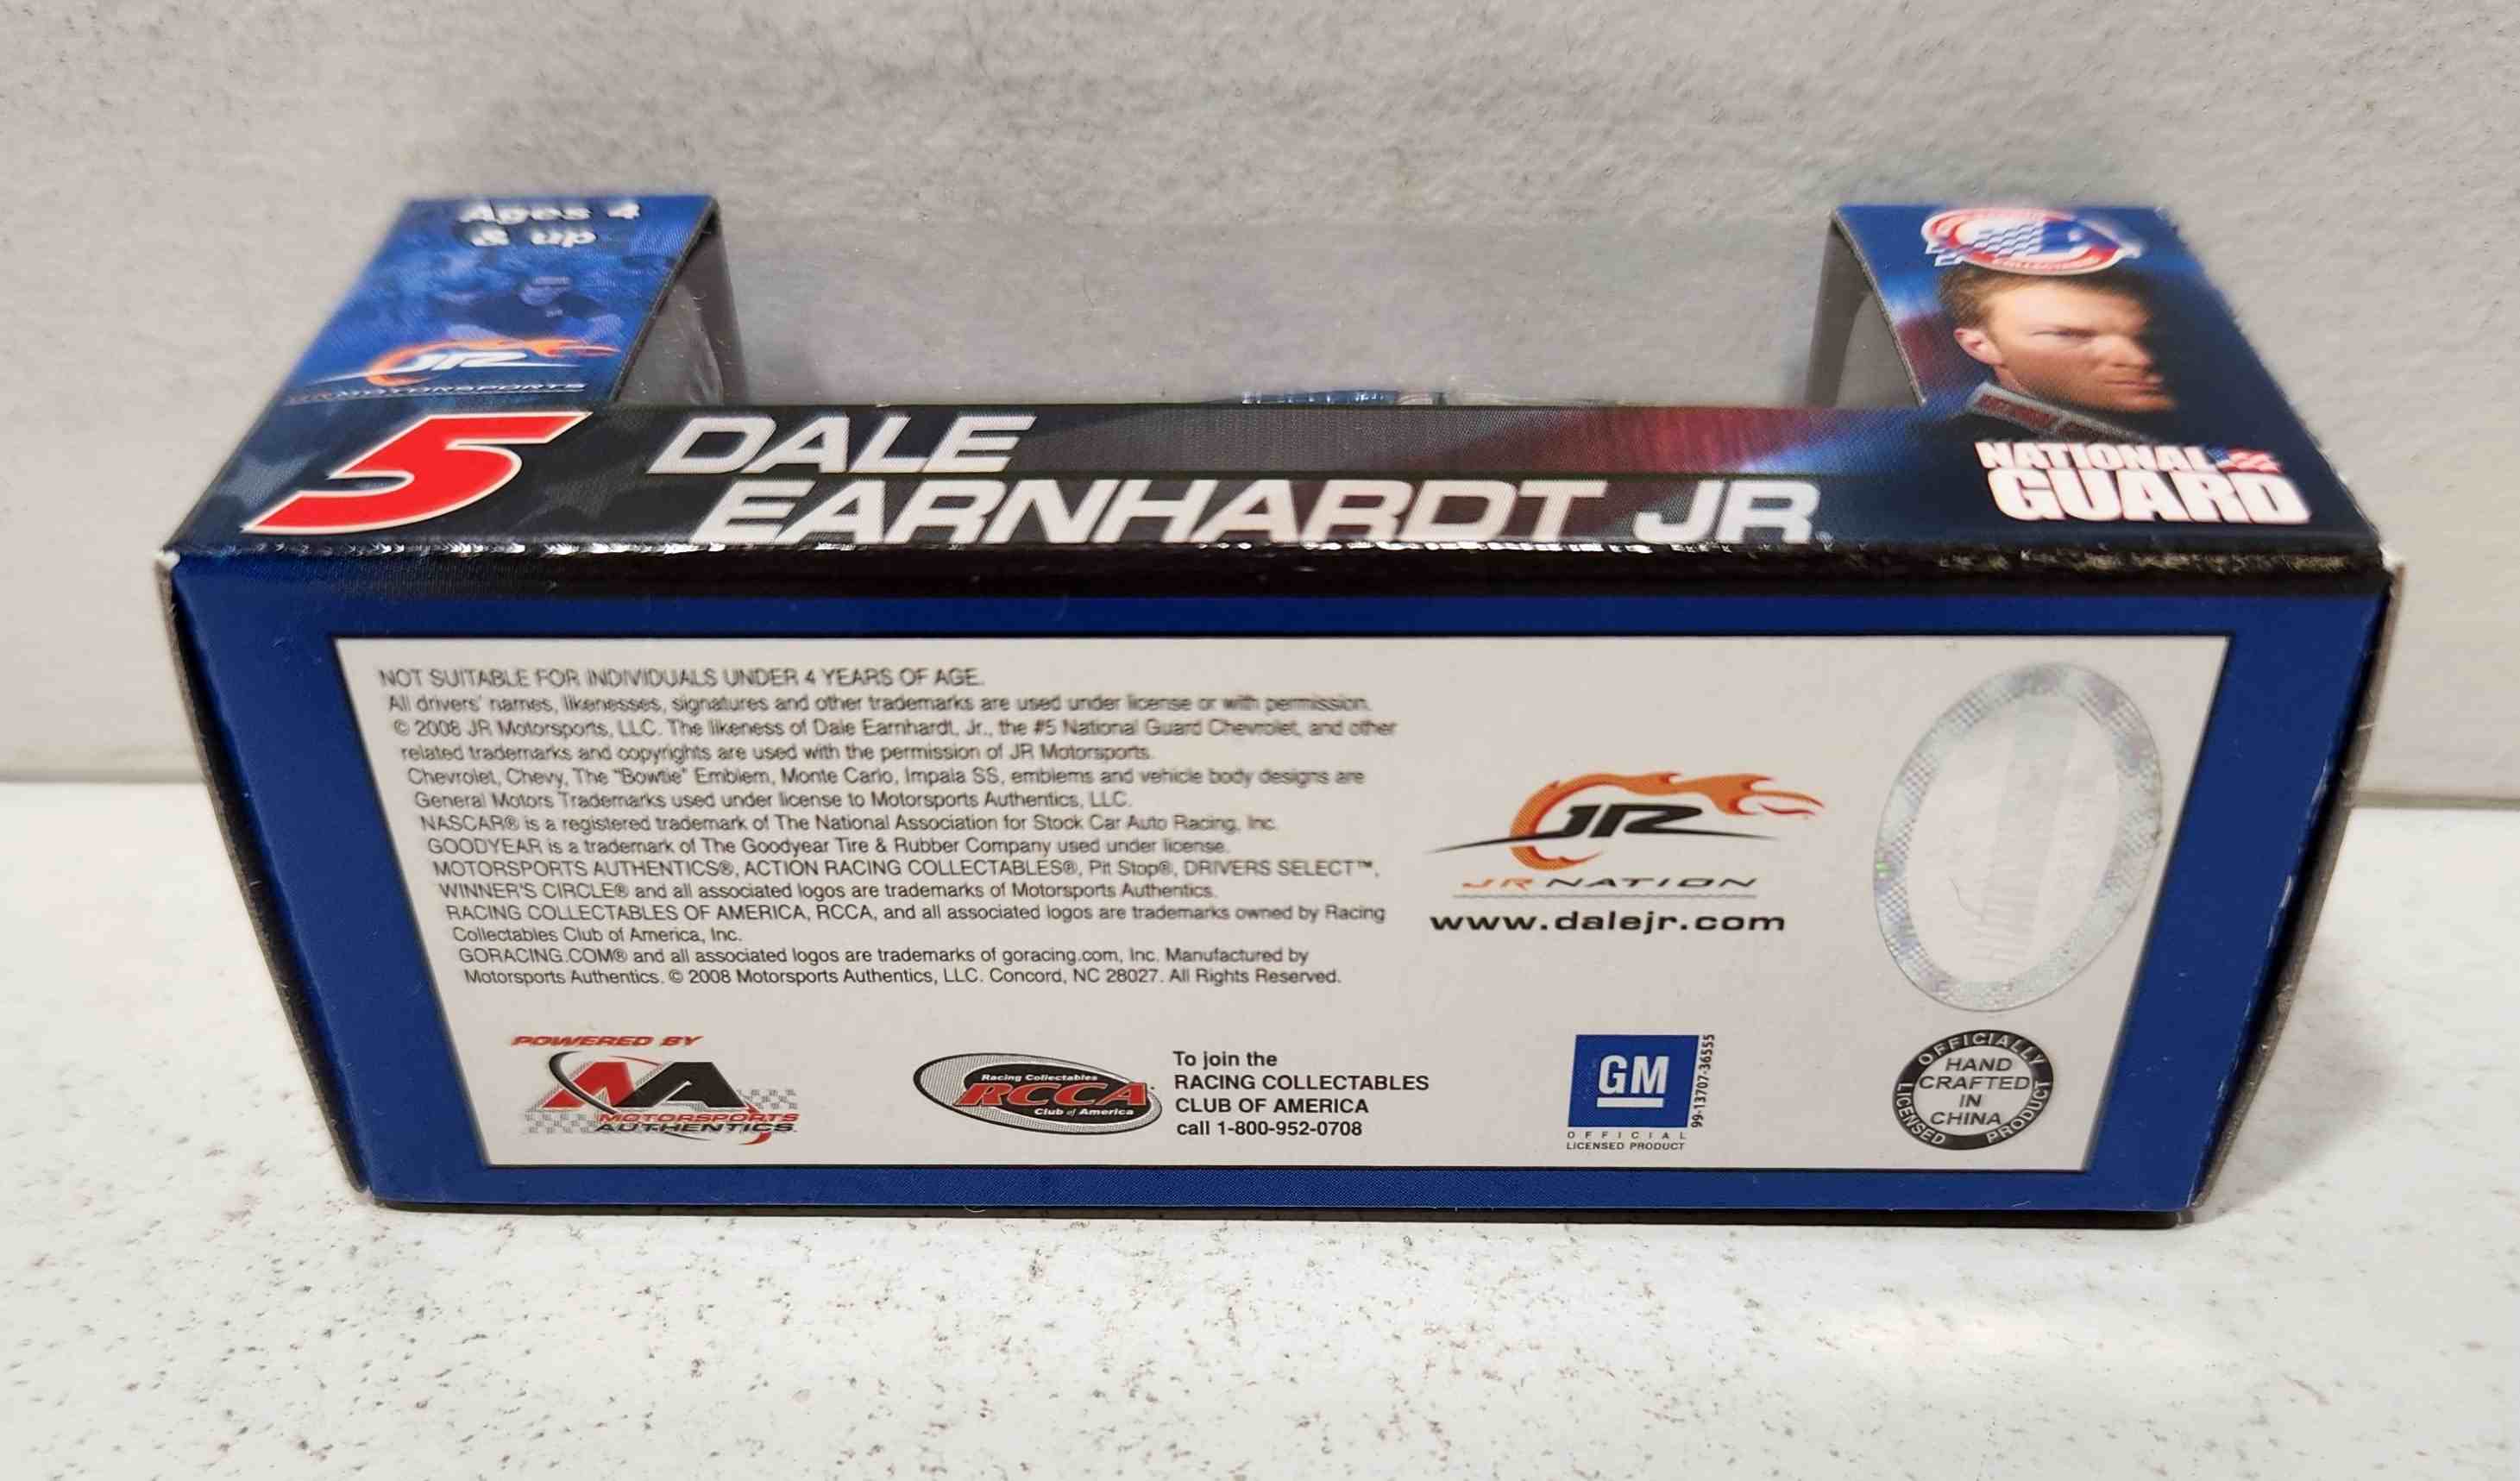 Ages 4
& up
JR
JR MOTORSPORTS
5 DALE
EARNHARDT JR.
NATIONAL
GUARD
NOT SUITABLE FOR INDIVIDUALS UNDER 4 YEARS OF AGE.
All drivers' names, likenesses, signatures and other trademarks are used under license or with permission.
© 2008 JR Motorsports, LLC. The likeness of Dale Earnhardt, Jr., the #5 National Guard Chevrolet, and other
related trademarks and copyrights are used with the permission of JR Motorsports.
Chevrolet, Chevy, The "Bowtie" Emblem, Monte Carlo, Impala SS, emblems and vehicle body designs are
General Motors Trademarks used under license to Motorsports Authentics, LLC.
NASCAR® is a registered trademark of The National Association for Stock Car Auto Racing, Inc.
GOODYEAR is a trademark of The Goodyear Tire & Rubber Company used under license.
MOTORSPORTS AUTHENTICS®, ACTION RACING COLLECTABLES®, Pit Stop®, DRIVERS SELECT™,
WINNER'S CIRCLE® and all associated logos are trademarks of Motorsports Authentics.
RACING COLLECTABLES OF AMERICA, RCCA, and all associated logos are trademarks owned by Racing
Collectables Club of America, Inc.
GORACING.COM® and all associated logos are trademarks of goracing.com, Inc. Manufactured by
Motorsports Authentics. © 2008 Motorsports Authentics, LLC. Concord, NC 28027. All Rights Reserved.
JR
JR NATION
www.dalejr.com
POWERED BY
MA
MOTORSPORTS
AUTHENTICS.
Racing Collectables
RCCA
Club of America
To join the
RACING COLLECTABLES
CLUB OF AMERICA
call 1-800-952-0708
GM
OFFICIAL
LICENSED PRODUCT
99-13707-36555
OFFICIALLY
LICENSED PRODUCT
HAND
CRAFTED
IN
CHINA